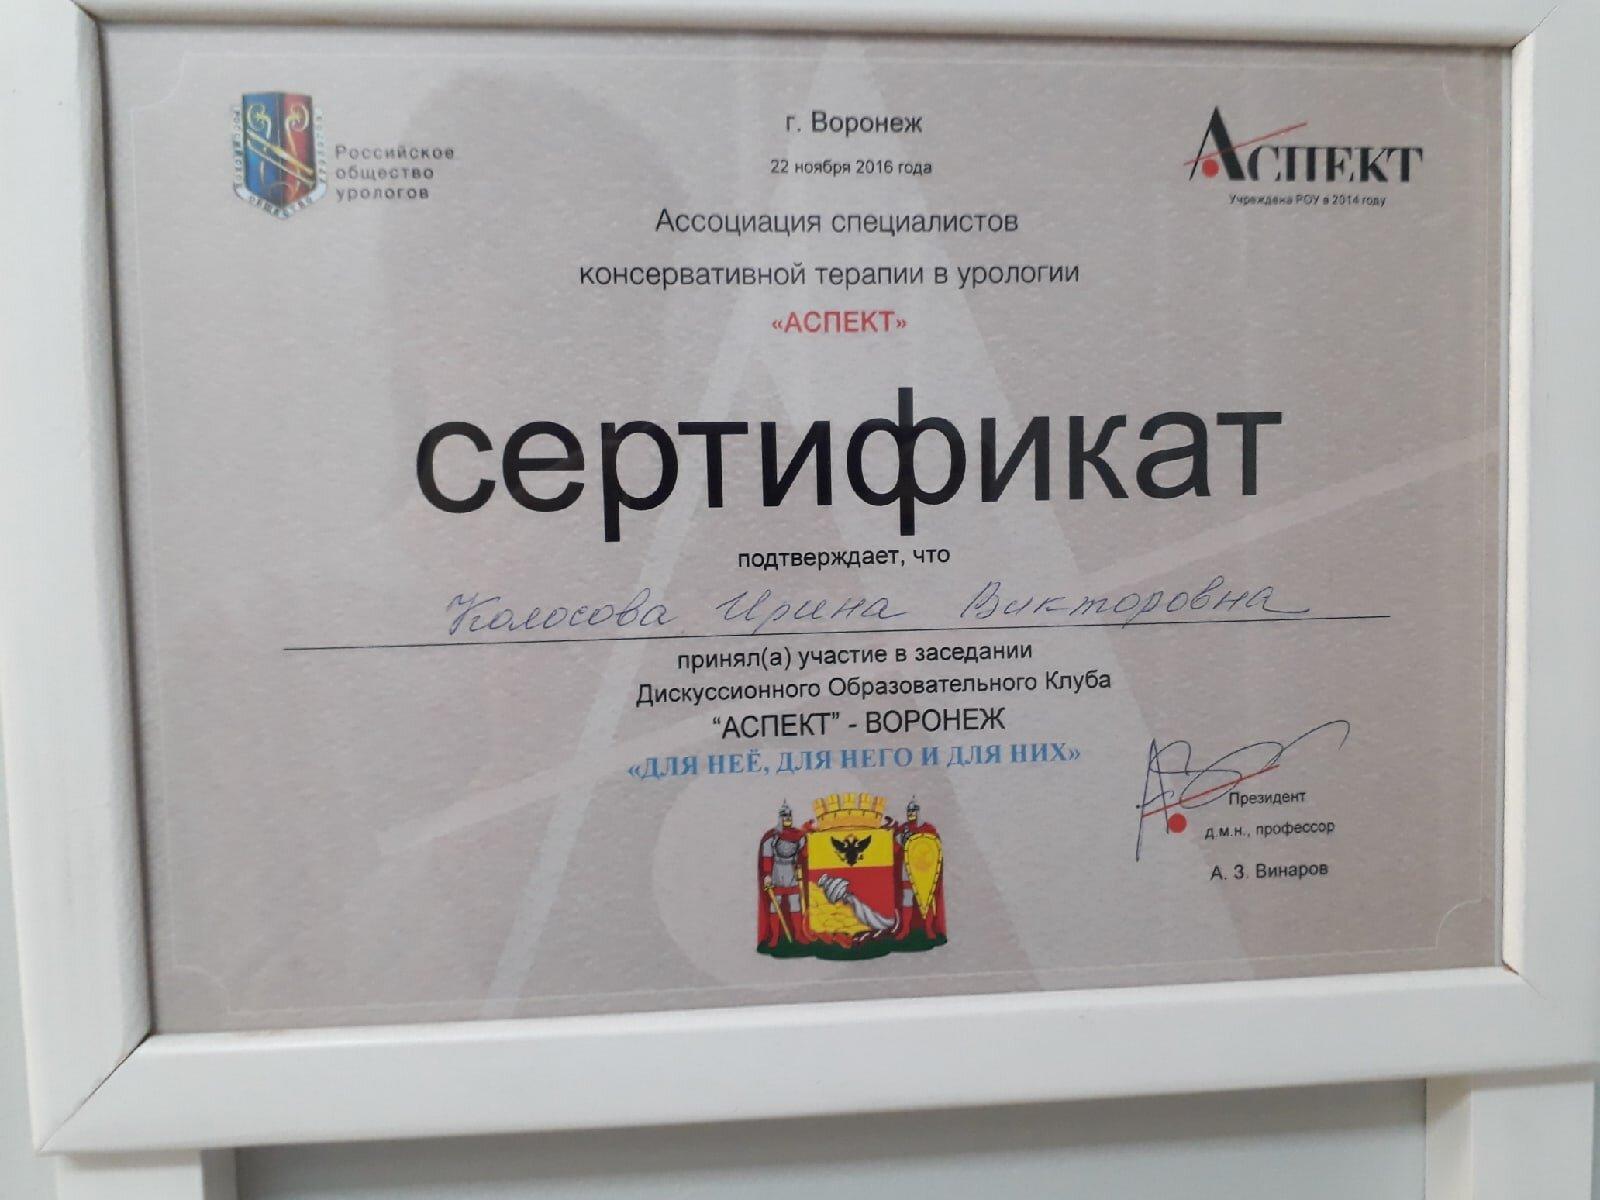 Российское
общество
урологов
г. Воронеж
22 ноября 2016 года
АСПЕКТ
Учреждена РОУ в 2014 году
Ассоциация специалистов
консервативной терапии в урологии
«АСПЕКТ»
сертификат
подтверждает, что
Колосова Ирина Викторовна
принял(а) участие в заседании
Дискуссионного Образовательного Клуба
“АСПЕКТ” - ВОРОНЕЖ
«ДЛЯ НЕЁ, ДЛЯ НЕГО И ДЛЯ НИХ»
Президент
д.м.н., профессор
А. З. Винаров